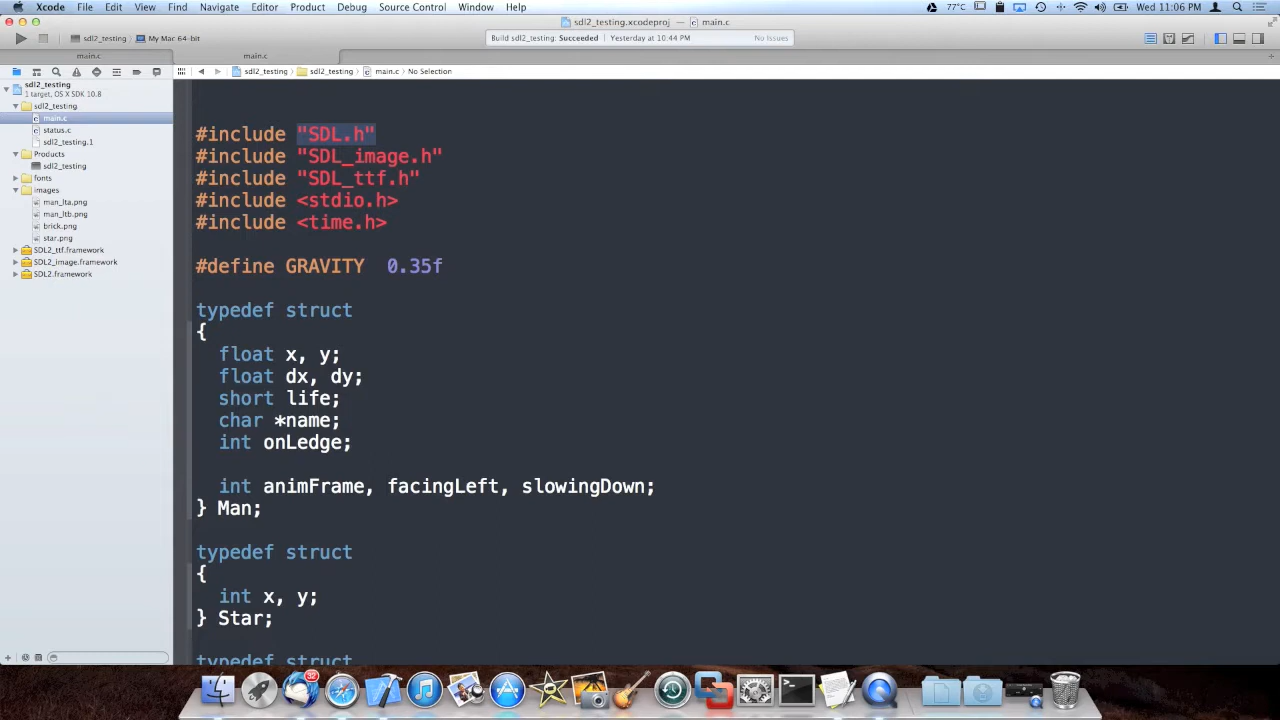 Xcode File Edit View Find Navigate Editor Product Debug Source Control Window Help 77°C Wed 11:06 PM
sdl2_testing.xcodeproj — main.c
sdl2_testing My Mac 64-bit
Build sdl2_testing: Succeeded Yesterday at 10:44 PM No Issues
main.c main.c
sdl2_testing sdl2_testing main.c No Selection
sdl2_testing
1 target, OS X SDK 10.8
sdl2_testing
main.c
status.c
sdl2_testing.1
Products
sdl2_testing
fonts
images
man_lta.png
man_ltb.png
brick.png
star.png
SDL2_ttf.framework
SDL2_image.framework
SDL2.framework
#include "SDL.h"
#include "SDL_image.h"
#include "SDL_ttf.h"
#include <stdio.h>
#include <time.h>
#define GRAVITY 0.35f
typedef struct
{
float x, y;
float dx, dy;
short life;
char *name;
int onLedge;
int animFrame, facingLeft, slowingDown;
} Man;
typedef struct
{
int x, y;
} Star;
typedef struct
32